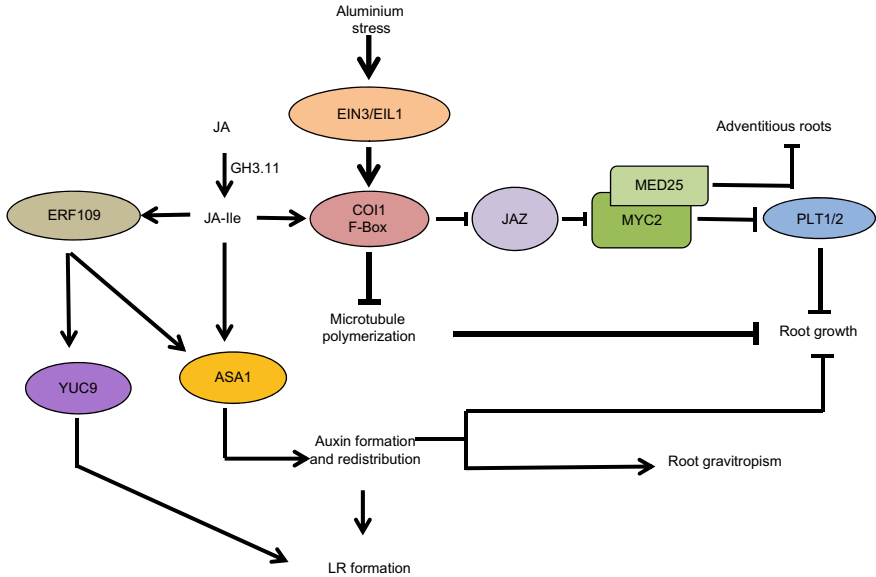 Aluminium
stress
EIN3/EIL1
JA
GH3.11
Adventitious roots
MED25
ERF109
JA-Ile
COI1
F-Box
JAZ
MYC2
PLT1/2
Microtubule
polymerization
Root growth
YUC9
ASA1
Auxin formation
and redistribution
Root gravitropism
LR formation